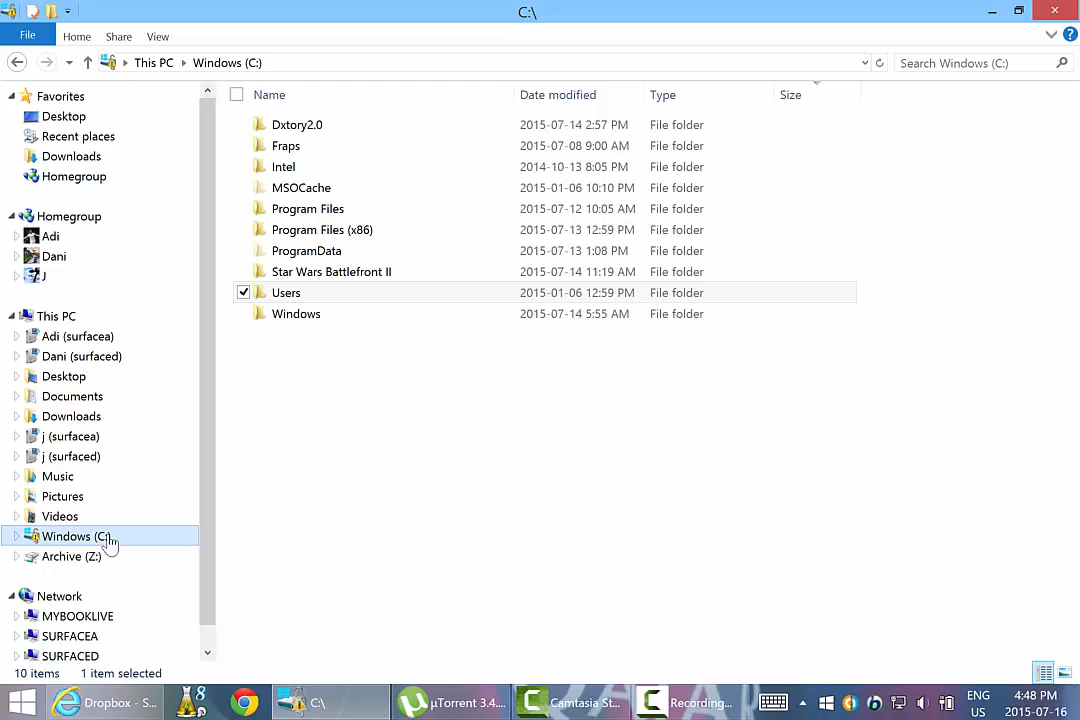 C:\
File Home Share View
This PC Windows (C:) Search Windows (C:)
Favorites
Desktop
Recent places
Downloads
Homegroup
Homegroup
Adi
Dani
J
This PC
Adi (surfacea)
Dani (surfaced)
Desktop
Documents
Downloads
j (surfacea)
j (surfaced)
Music
Pictures
Videos
Windows (C:)
Archive (Z:)
Network
MYBOOKLIVE
SURFACEA
SURFACED
Name Date modified Type Size
Dxtory2.0 2015-07-14 2:57 PM File folder
Fraps 2015-07-08 9:00 AM File folder
Intel 2014-10-13 8:05 PM File folder
MSOCache 2015-01-06 10:10 PM File folder
Program Files 2015-07-12 10:05 AM File folder
Program Files (x86) 2015-07-13 12:59 PM File folder
ProgramData 2015-07-13 1:08 PM File folder
Star Wars Battlefront II 2015-07-14 11:19 AM File folder
Users 2015-01-06 12:59 PM File folder
Windows 2015-07-14 5:55 AM File folder
10 items 1 item selected
Dropbox - S... 8 C:\ µTorrent 3.4.... Camtasia St... Recording... ENG 4:48 PM
US 2015-07-16